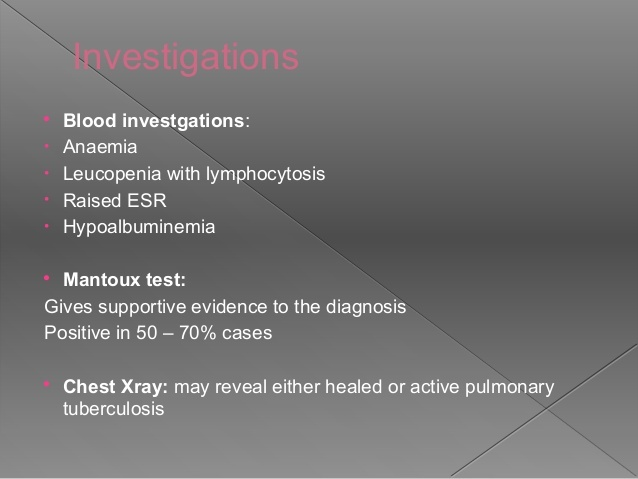 Investigations
Blood investgations:
Anaemia
Leucopenia with lymphocytosis
Raised ESR
Hypoalbuminemia
Mantoux test:
Gives supportive evidence to the diagnosis
Positive in 50 – 70% cases
Chest Xray: may reveal either healed or active pulmonary
tuberculosis